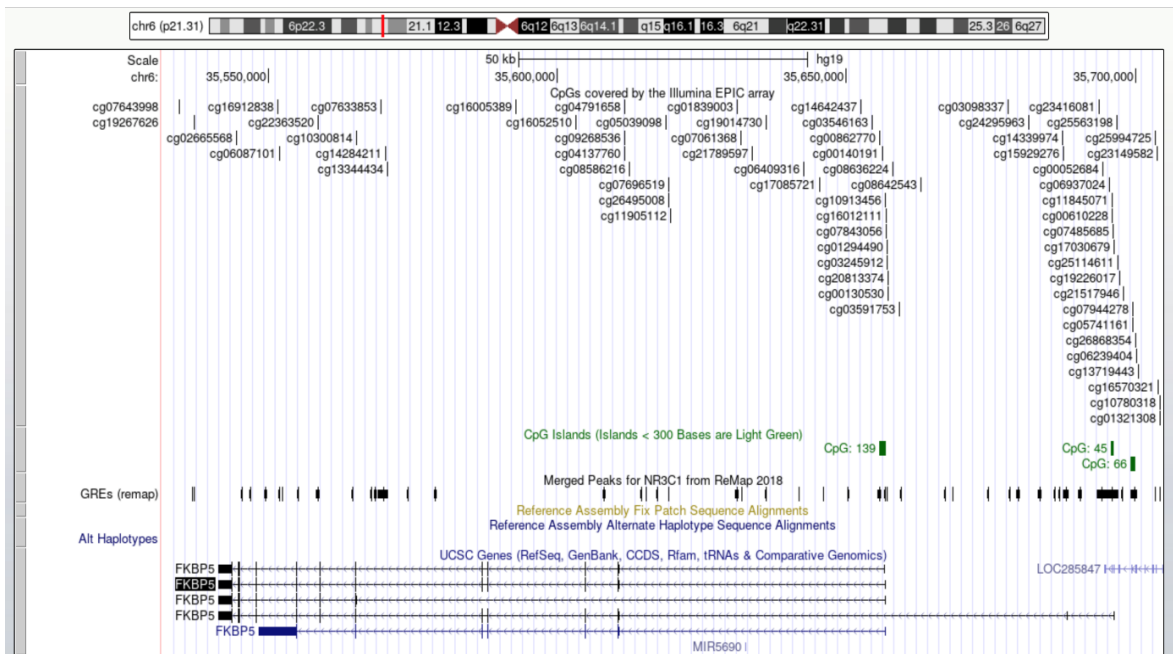 chr6 (p21.31) 6p22.3 21.1 12.3 6q12 6q13 6q14.1 q15 q16.1 16.3 6q21 q22.31 25.3 26 6q27
Scale 50 kb hg19
chr6: 35,550,000 35,600,000 35,650,000 35,700,000
CpGs covered by the Illumina EPIC array
cg07643998 cg16912838 cg07633853 cg16005389 cg04791658 cg01839003 cg14642437 cg03098337 cg23416081
cg19267626 cg22363520 cg16052510 cg05039098 cg19014730 cg03546163 cg24295963 cg25563198
cg02665568 cg10300814 cg09268536 cg07061368 cg00862770 cg14339974 cg25994725
cg06087101 cg14284211 cg04137760 cg21789597 cg00140191 cg15929276 cg23149582
cg13344434 cg08586216 cg06409316 cg08636224 cg00052684
cg07696519 cg17085721 cg08642543 cg06937024
cg26495008 cg10913456 cg11845071
cg11905112 cg16012111 cg00610228
cg07843056 cg07485685
cg01294490 cg17030679
cg03245912 cg25114611
cg20813374 cg19226017
cg00130530 cg21517946
cg03591753 cg07944278
cg05741161
cg26868354
cg06239404
cg13719443
cg16570321
cg10780318
cg01321308
CpG Islands (Islands < 300 Bases are Light Green)
CpG: 139 CpG: 45
CpG: 66
Merged Peaks for NR3C1 from ReMap 2018
GREs (remap)
Reference Assembly Fix Patch Sequence Alignments
Reference Assembly Alternate Haplotype Sequence Alignments
Alt Haplotypes
UCSC Genes (RefSeq, GenBank, CCDS, Rfam, tRNAs & Comparative Genomics)
FKBP5 LOC285847
FKBP5
FKBP5
FKBP5
FKBP5
MIR5690